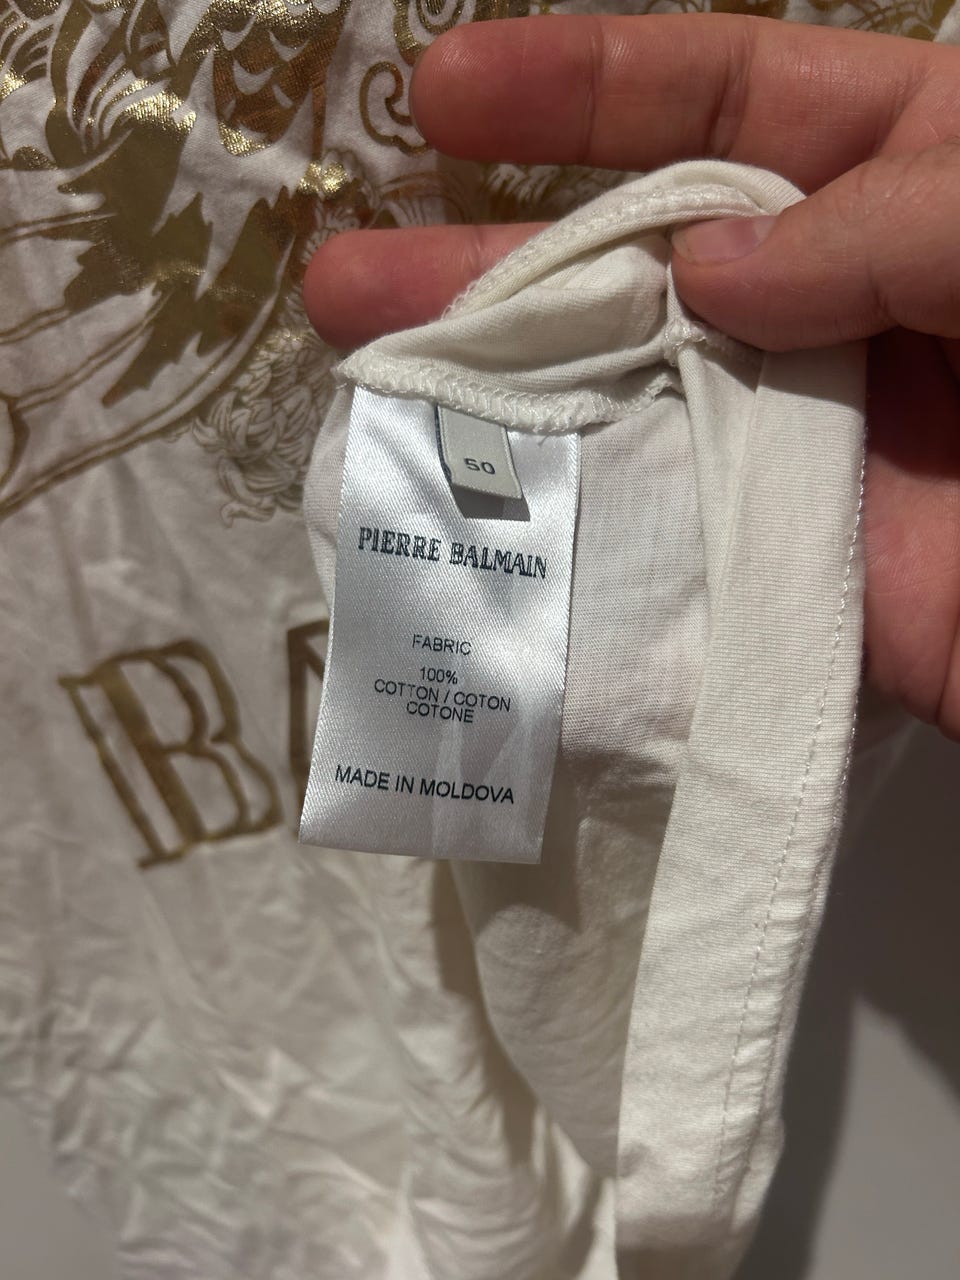 50
PIERRE BALMAIN
FABRIC
100%
COTTON / COTON
COTONE
MADE IN MOLDOVA
B